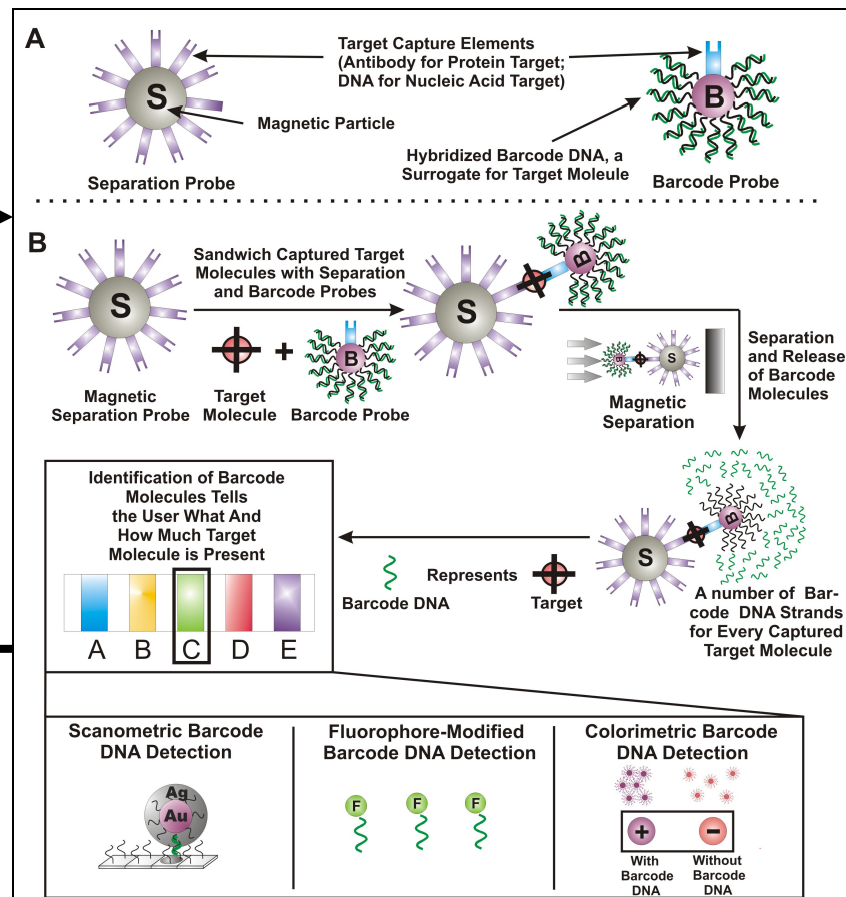 A
Target Capture Elements
(Antibody for Protein Target;
DNA for Nucleic Acid Target)
S
B
Magnetic Particle
Hybridized Barcode DNA, a
Surrogate for Target Moleule
Separation Probe
Barcode Probe
B
Sandwich Captured Target
Molecules with Separation
and Barcode Probes
S
S
B
B
Magnetic
Separation Probe
Target
Molecule
+
Barcode Probe
B
S
Magnetic
Separation
Separation
and Release
of Barcode
Molecules
Identification of Barcode
Molecules Tells
the User What And
How Much Target
Molecule is Present
A B C D E
Barcode DNA
Represents
Target
S
B
A number of Bar-
code DNA Strands
for Every Captured
Target Molecule
Scanometric Barcode
DNA Detection
Ag
Au
Fluorophore-Modified
Barcode DNA Detection
F F F
Colorimetric Barcode
DNA Detection
+ −
With
Barcode
DNA
Without
Barcode
DNA